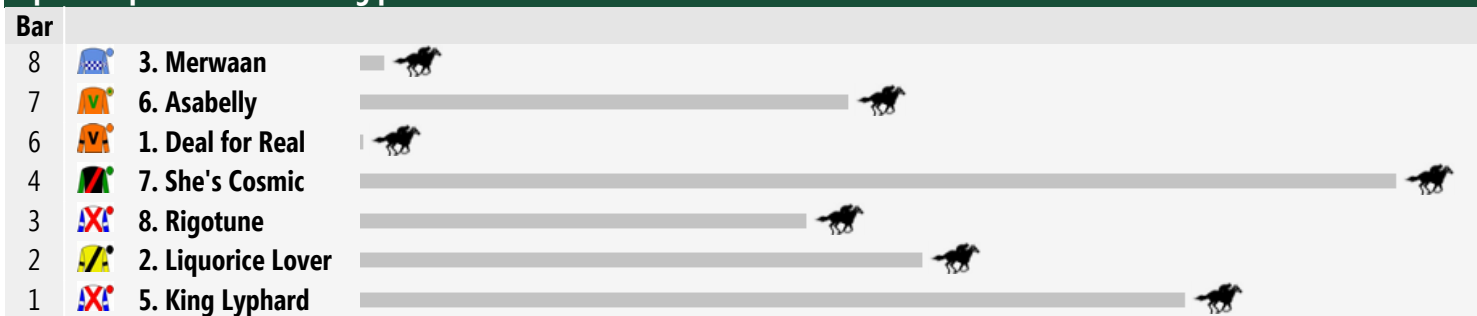 Bar
8 3. Merwaan
7 V 6. Asabelly
6 V 1. Deal for Real
4 7. She's Cosmic
3 8. Rigotune
2 2. Liquorice Lover
1 5. King Lyphard